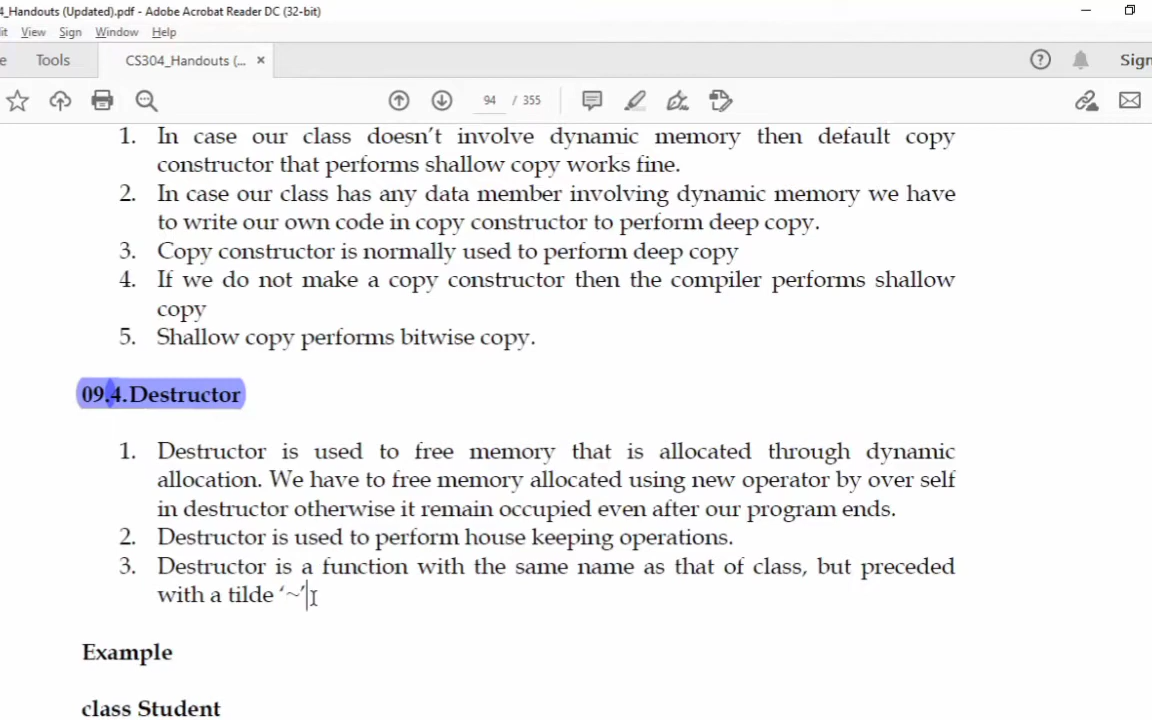 4_Handouts (Updated).pdf - Adobe Acrobat Reader DC (32-bit)
it View Sign Window Help
e Tools CS304_Handouts (... × ? Sign
94 / 355
1. In case our class doesn't involve dynamic memory then default copy
constructor that performs shallow copy works fine.
2. In case our class has any data member involving dynamic memory we have
to write our own code in copy constructor to perform deep copy.
3. Copy constructor is normally used to perform deep copy
4. If we do not make a copy constructor then the compiler performs shallow
copy
5. Shallow copy performs bitwise copy.
09.4.Destructor
1. Destructor is used to free memory that is allocated through dynamic
allocation. We have to free memory allocated using new operator by over self
in destructor otherwise it remain occupied even after our program ends.
2. Destructor is used to perform house keeping operations.
3. Destructor is a function with the same name as that of class, but preceded
with a tilde ‘~’
Example
class Student